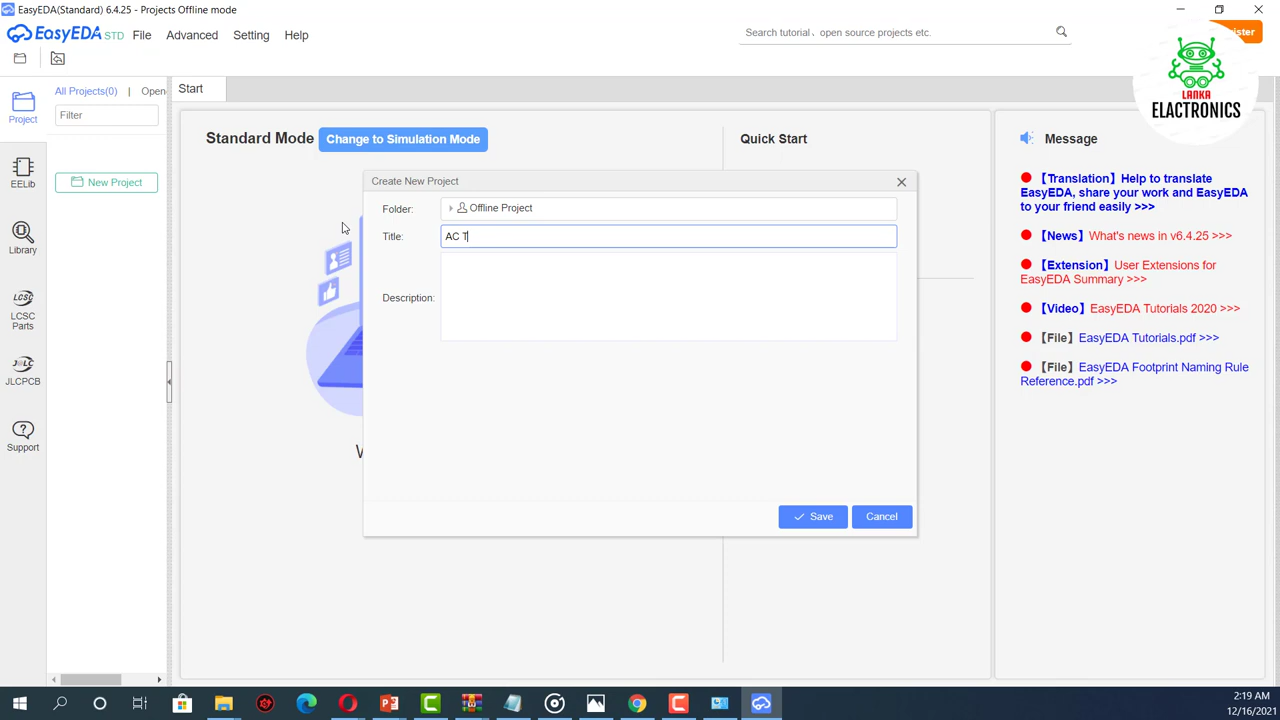 EasyEDA(Standard) 6.4.25 - Projects Offline mode
EasyEDA STD File Advanced Setting Help
Search tutorial、open source projects etc.
LANKA
ELACTRONICS
All Projects(0) | Open
Filter
New Project
Project
EELib
Library
LCSC
LCSC
Parts
JLCPCB
Support
Start
Standard Mode Change to Simulation Mode
Quick Start
Create New Project
Folder: Offline Project
Title: AC T
Description:
Save Cancel
Message
【Translation】Help to translate
EasyEDA, share your work and EasyEDA
to your friend easily >>>
【News】What's news in v6.4.25 >>>
【Extension】User Extensions for
EasyEDA Summary >>>
【Video】EasyEDA Tutorials 2020 >>>
【File】EasyEDA Tutorials.pdf >>>
【File】EasyEDA Footprint Naming Rule
Reference.pdf >>>
2:19 AM
12/16/2021